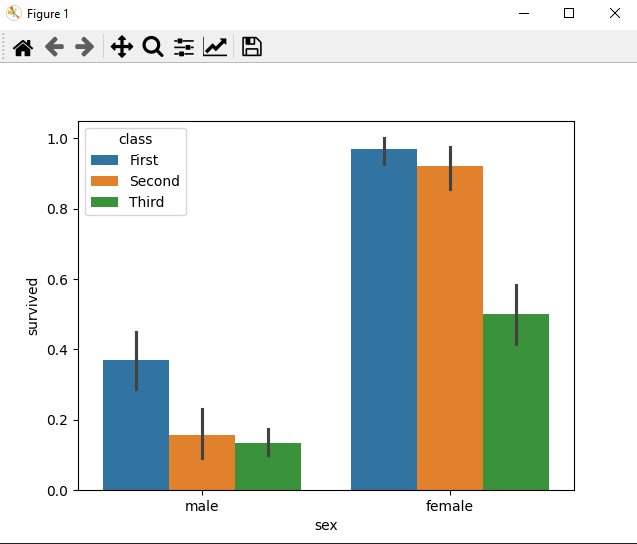 Figure 1
class
First
Second
Third
1.0
0.8
0.6
0.4
0.2
0.0
survived
male
female
sex